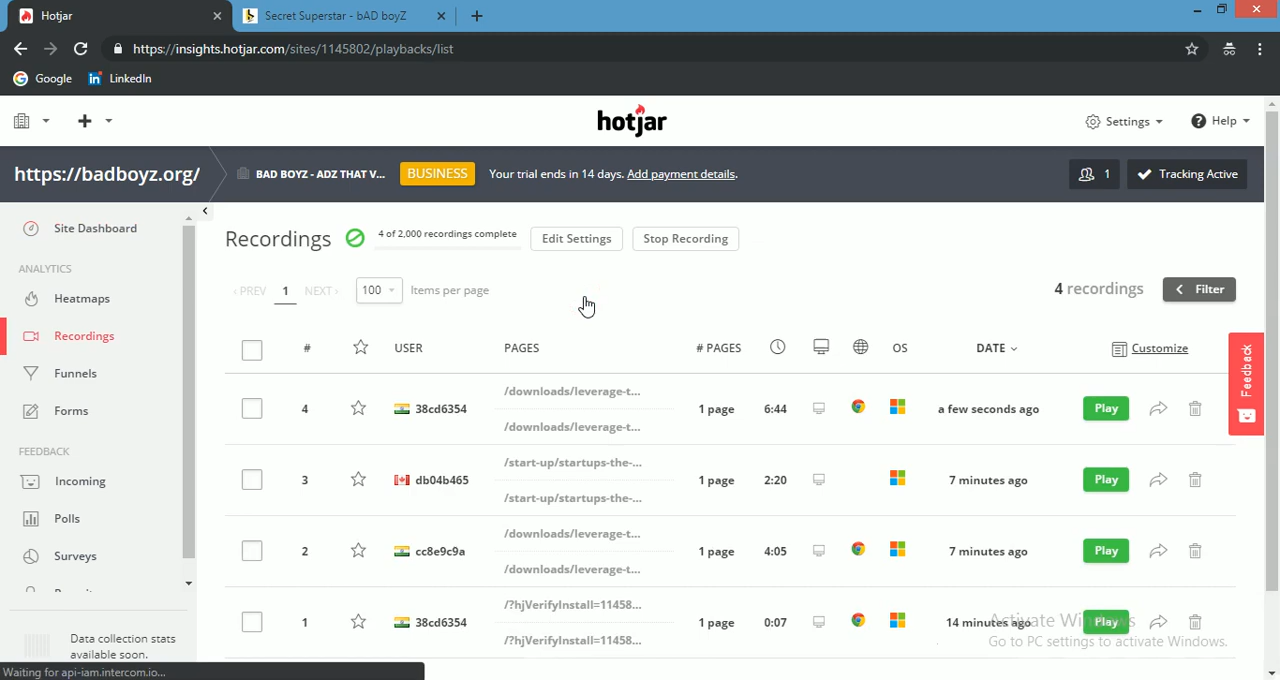 Hotjar
Secret Superstar - bAD boyZ
https://insights.hotjar.com/sites/1145802/playbacks/list
Google LinkedIn
hotjar
Settings
Help
https://badboyz.org/
BAD BOYZ - ADZ THAT V...
BUSINESS
Your trial ends in 14 days. Add payment details.
1
Tracking Active
Site Dashboard
ANALYTICS
Heatmaps
Recordings
Funnels
Forms
FEEDBACK
Incoming
Polls
Surveys
Data collection stats
available soon.
Recordings 4 of 2,000 recordings complete Edit Settings Stop Recording
‹ PREV 1 NEXT › 100 Items per page
4 recordings Filter
# USER PAGES # PAGES OS DATE Customize
4 38cd6354 /downloads/leverage-t... 1 page 6:44 a few seconds ago Play
/downloads/leverage-t...
3 db04b465 /start-up/startups-the-... 1 page 2:20 7 minutes ago Play
/start-up/startups-the-...
2 cc8e9c9a /downloads/leverage-t... 1 page 4:05 7 minutes ago Play
/downloads/leverage-t...
1 38cd6354 /?hjVerifyInstall=11458... 1 page 0:07 14 minutes ago Play
/?hjVerifyInstall=11458...
Feedback
Activate Windows
Go to PC settings to activate Windows.
Waiting for api-iam.intercom.io...